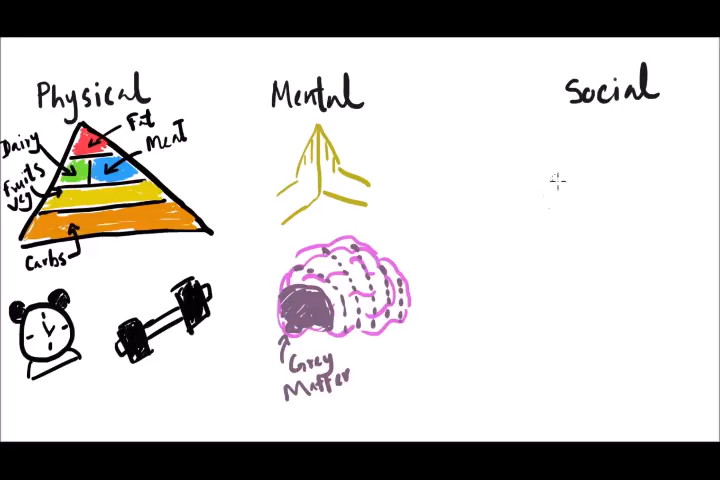 Physical
Mental
Social
Fat
Meat
Dairy
Fruits
Veg
Carbs
Grey
Matter